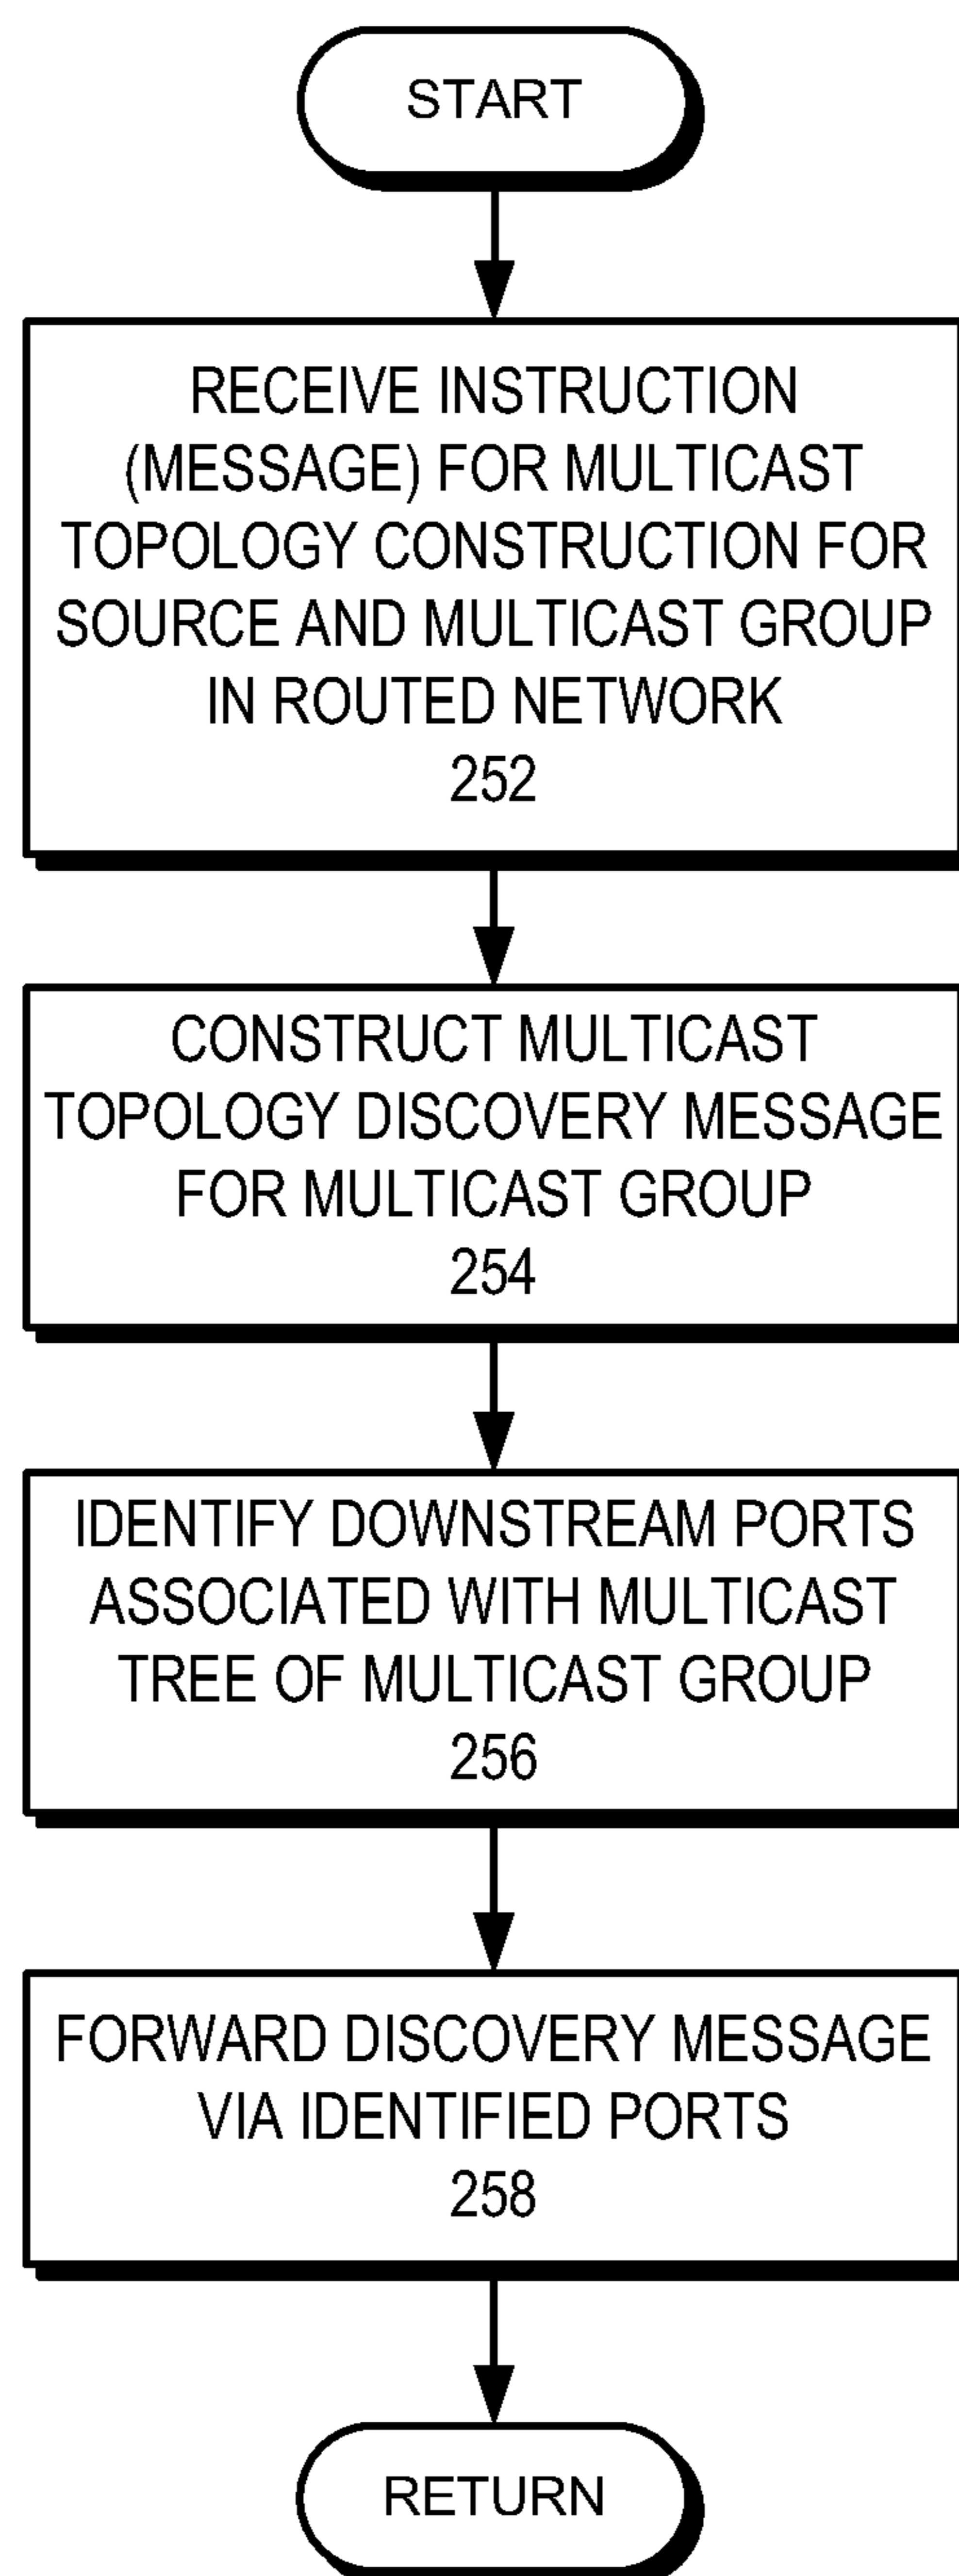 START
RECEIVE INSTRUCTION
(MESSAGE) FOR MULTICAST
TOPOLOGY CONSTRUCTION FOR
SOURCE AND MULTICAST GROUP
IN ROUTED NETWORK
252
CONSTRUCT MULTICAST
TOPOLOGY DISCOVERY MESSAGE
FOR MULTICAST GROUP
254
IDENTIFY DOWNSTREAM PORTS
ASSOCIATED WITH MULTICAST
TREE OF MULTICAST GROUP
256
FORWARD DISCOVERY MESSAGE
VIA IDENTIFIED PORTS
258
RETURN